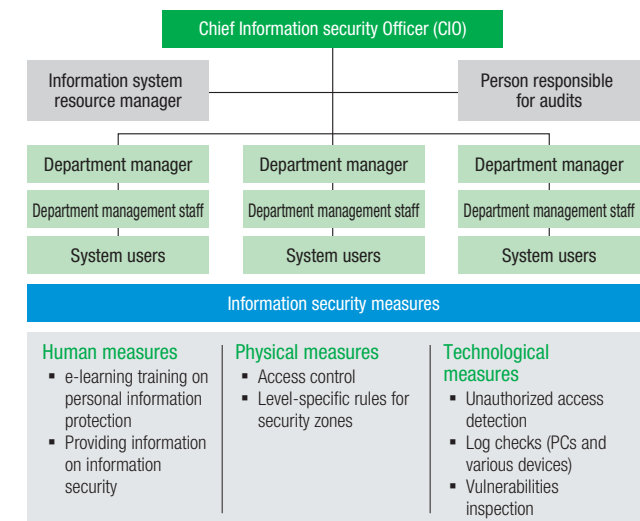 Chief Information security Officer (CIO)
Information system
resource manager
Person responsible
for audits
Department manager
Department manager
Department manager
Department management staff
Department management staff
Department management staff
System users
System users
System users
Information security measures
Human measures
▪ e-learning training on
personal information
protection
▪ Providing information
on information
security
Physical measures
▪ Access control
▪ Level-specific rules for
security zones
Technological
measures
▪ Unauthorized access
detection
▪ Log checks (PCs and
various devices)
▪ Vulnerabilities
inspection